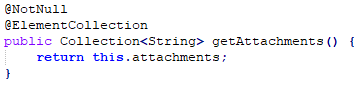 @NotNull
@ElementCollection
public Collection<String> getAttachments() {
    return this.attachments;
}